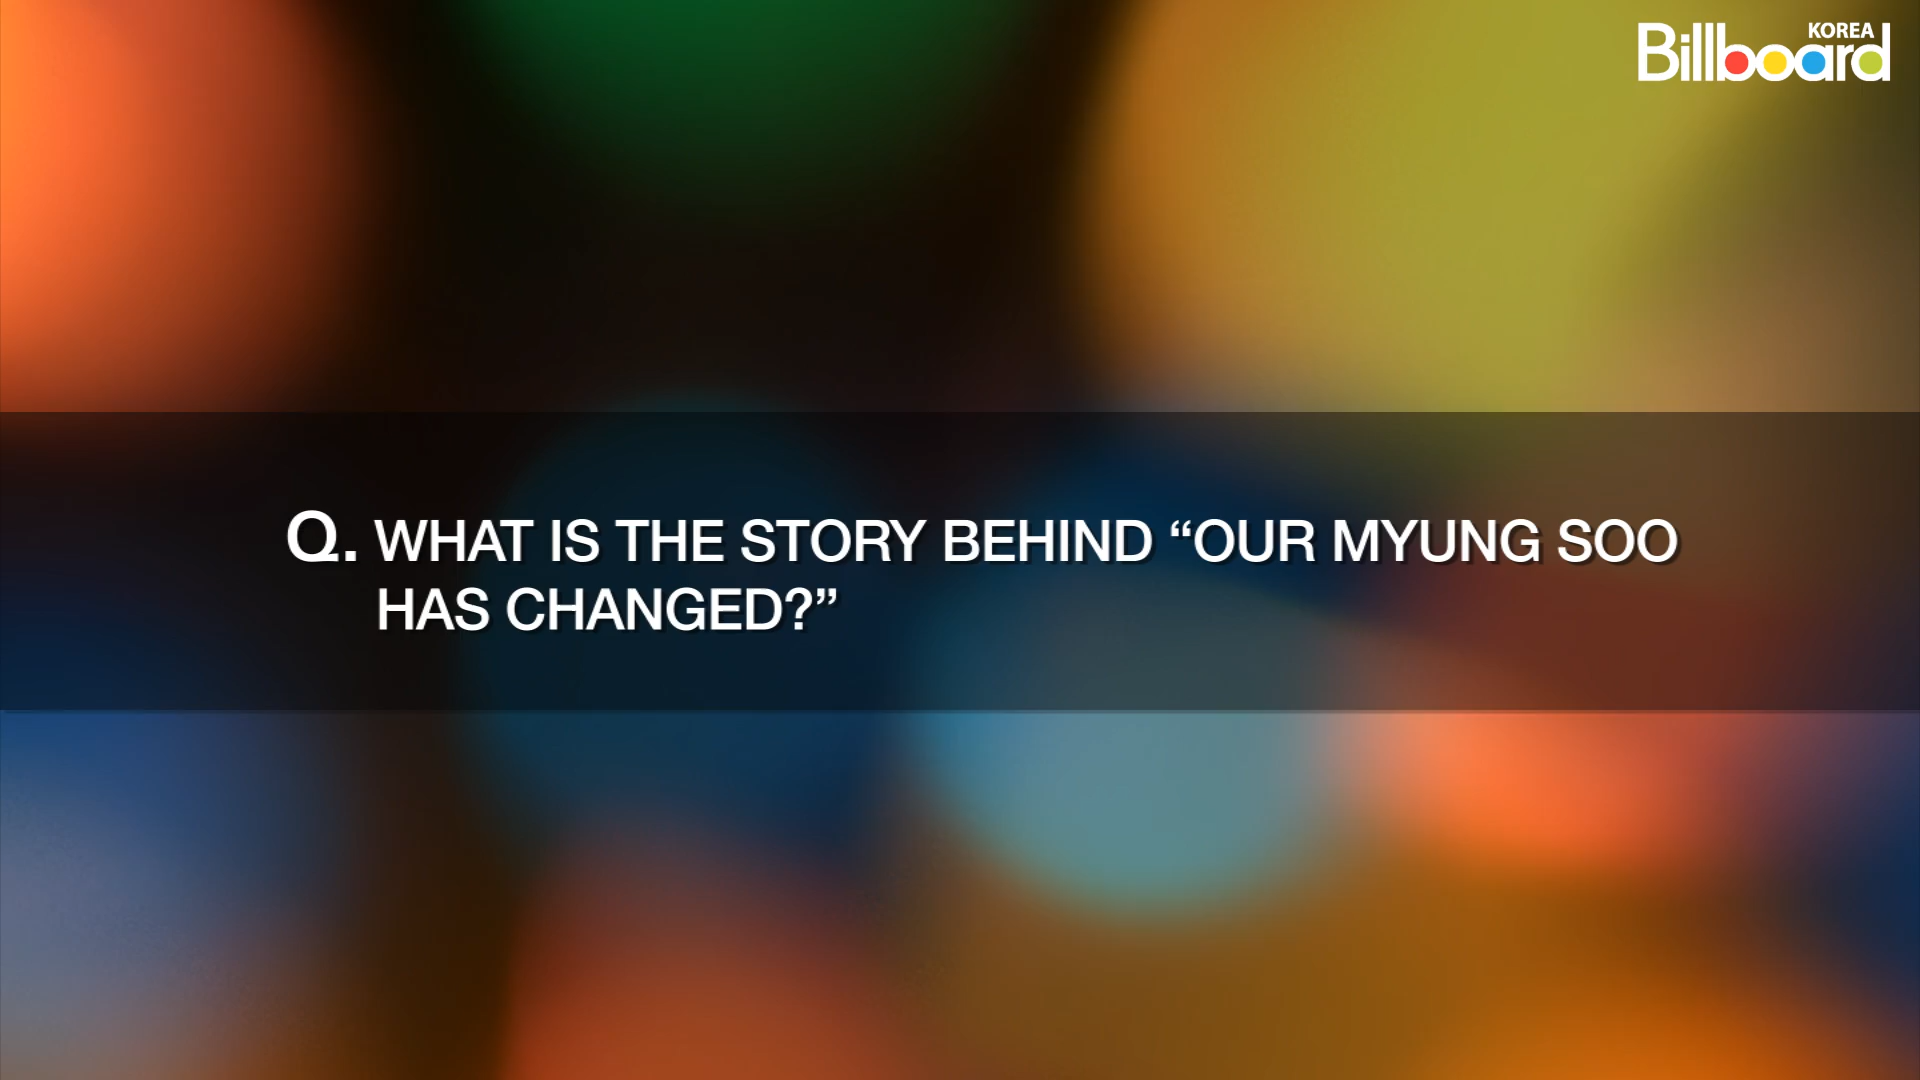 KOREA
Billboard
Q. WHAT IS THE STORY BEHIND “OUR MYUNG SOO
HAS CHANGED?”